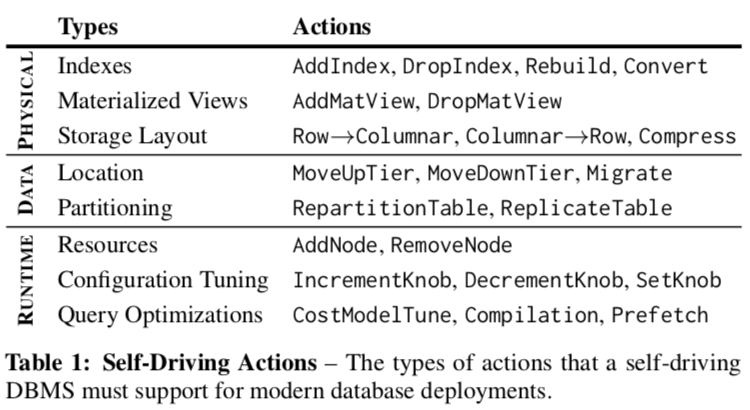 Types Actions
PHYSICAL
Indexes AddIndex, DropIndex, Rebuild, Convert
Materialized Views AddMatView, DropMatView
Storage Layout Row→Columnar, Columnar→Row, Compress
DATA
Location MoveUpTier, MoveDownTier, Migrate
Partitioning RepartitionTable, ReplicateTable
RUNTIME
Resources AddNode, RemoveNode
Configuration Tuning IncrementKnob, DecrementKnob, SetKnob
Query Optimizations CostModelTune, Compilation, Prefetch
Table 1: Self-Driving Actions – The types of actions that a self-driving
DBMS must support for modern database deployments.